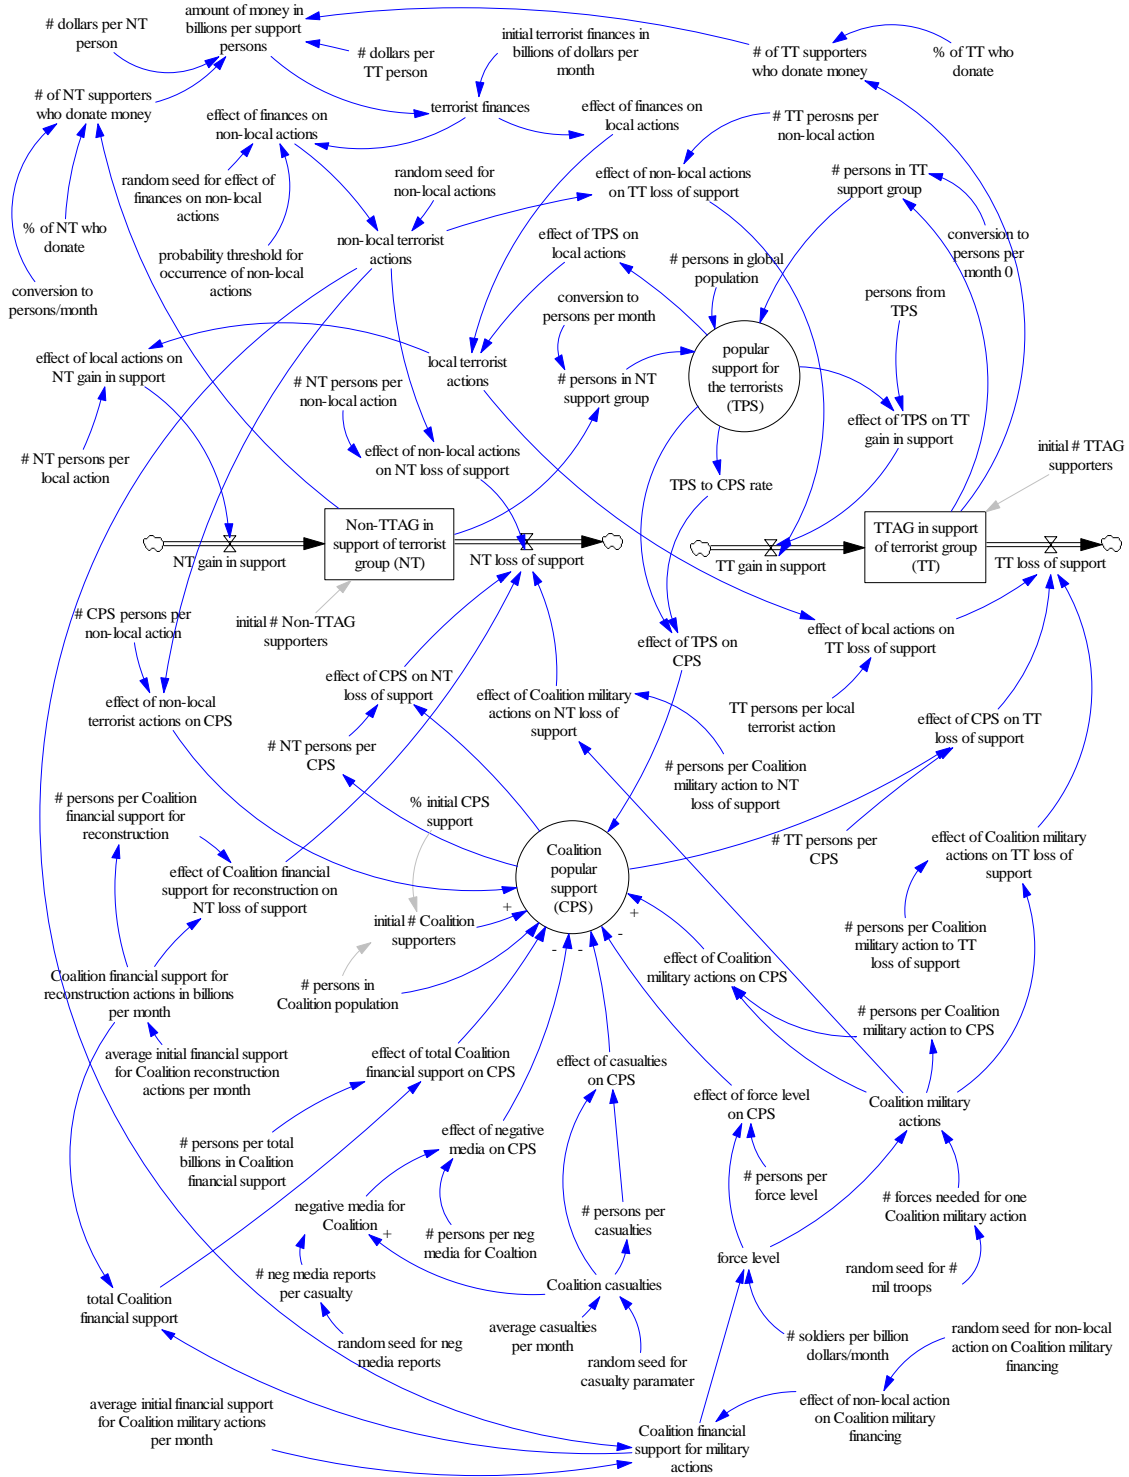 # dollars per NT
person
amount of money in
billions per support
persons
# dollars per
TT person
initial terrorist finances in
billions of dollars per
month
# of TT supporters
who donate money
% of TT who
donate
# of NT supporters
who donate money
effect of finances on
non-local actions
terrorist finances
effect of finances on
local actions
# TT perosns per
non-local action
random seed for effect of
finances on non-local
actions
random seed for
non-local actions
effect of non-local actions
on TT loss of support
# persons in TT
support group
% of NT who
donate
probability threshold for
occurrence of non-local
actions
non-local terrorist
actions
effect of TPS on
local actions
# persons in global
population
conversion to
persons per
month 0
conversion to
persons/month
conversion to
persons per month
persons from
TPS
effect of local actions on
NT gain in support
local terrorist
actions
popular
support for
the terrorists
(TPS)
# NT persons per
non-local action
# persons in NT
support group
effect of TPS on TT
gain in support
# NT persons per
local action
effect of non-local actions
on NT loss of support
TPS to CPS rate
initial # TTAG
supporters
NT gain in support
Non-TTAG in
support of terrorist
group (NT)
NT loss of support
TT gain in support
TTAG in support
of terrorist group
(TT)
TT loss of support
# CPS persons per
non-local action
initial # Non-TTAG
supporters
effect of TPS on
CPS
effect of local actions on
TT loss of support
effect of non-local
terrorist actions on CPS
effect of CPS on NT
loss of support
effect of Coalition military
actions on NT loss of
support
TT persons per local
terrorist action
effect of CPS on TT
loss of support
# NT persons per
CPS
# persons per Coalition
military action to NT
loss of support
# persons per Coalition
financial support for
reconstruction
% initial CPS
support
# TT persons per
CPS
effect of Coalition military
actions on TT loss of
support
effect of Coalition financial
support for reconstruction on
NT loss of support
Coalition
popular
support
(CPS)
+
+
-
-
-
initial # Coalition
supporters
# persons per Coalition
military action to TT
loss of support
Coalition financial support for
reconstruction actions in billions
per month
# persons in
Coalition population
effect of Coalition
military actions on CPS
# persons per Coalition
military action to CPS
average initial financial support
for Coalition reconstruction
actions per month
effect of total Coalition
financial support on CPS
effect of casualties
on CPS
effect of force level
on CPS
Coalition military
actions
# persons per total
billions in Coalition
financial support
effect of negative
media on CPS
# persons per
force level
# forces needed for one
Coalition military action
negative media for
Coalition
+
# persons per neg
media for Coaltion
# persons per
casualties
force level
random seed for #
mil troops
# neg media reports
per casualty
Coalition casualties
total Coalition
financial support
random seed for neg
media reports
average casualties
per month
random seed for
casualty paramater
# soldiers per billion
dollars/month
random seed for non-local
action on Coalition military
financing
average initial financial support
for Coalition military actions
per month
effect of non-local action
on Coalition military
financing
Coalition financial
support for military
actions